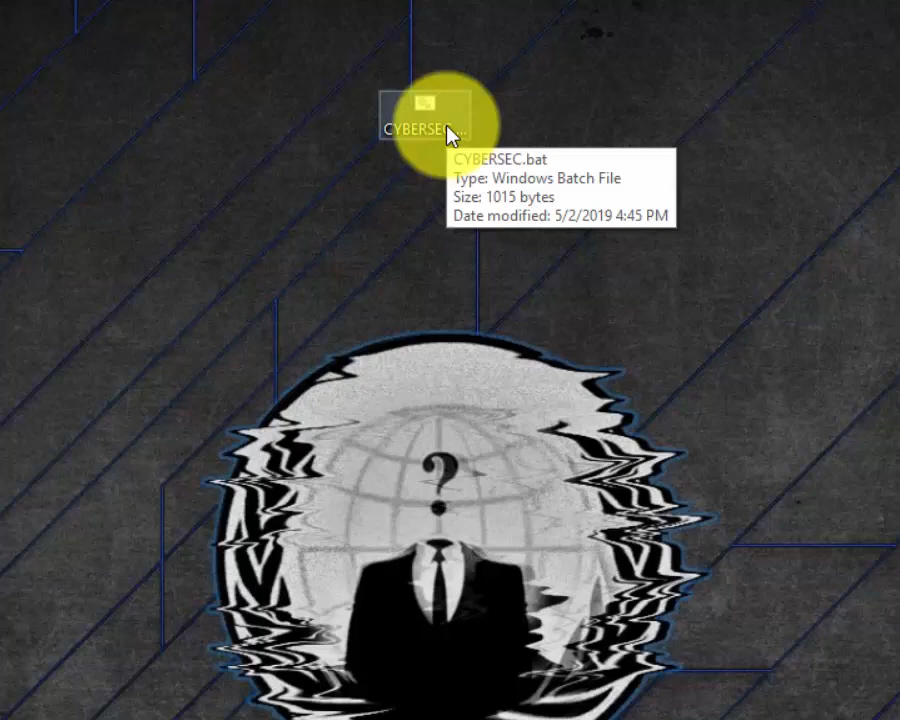 CYBERSEC...
CYBERSEC.bat
Type: Windows Batch File
Size: 1015 bytes
Date modified: 5/2/2019 4:45 PM
?